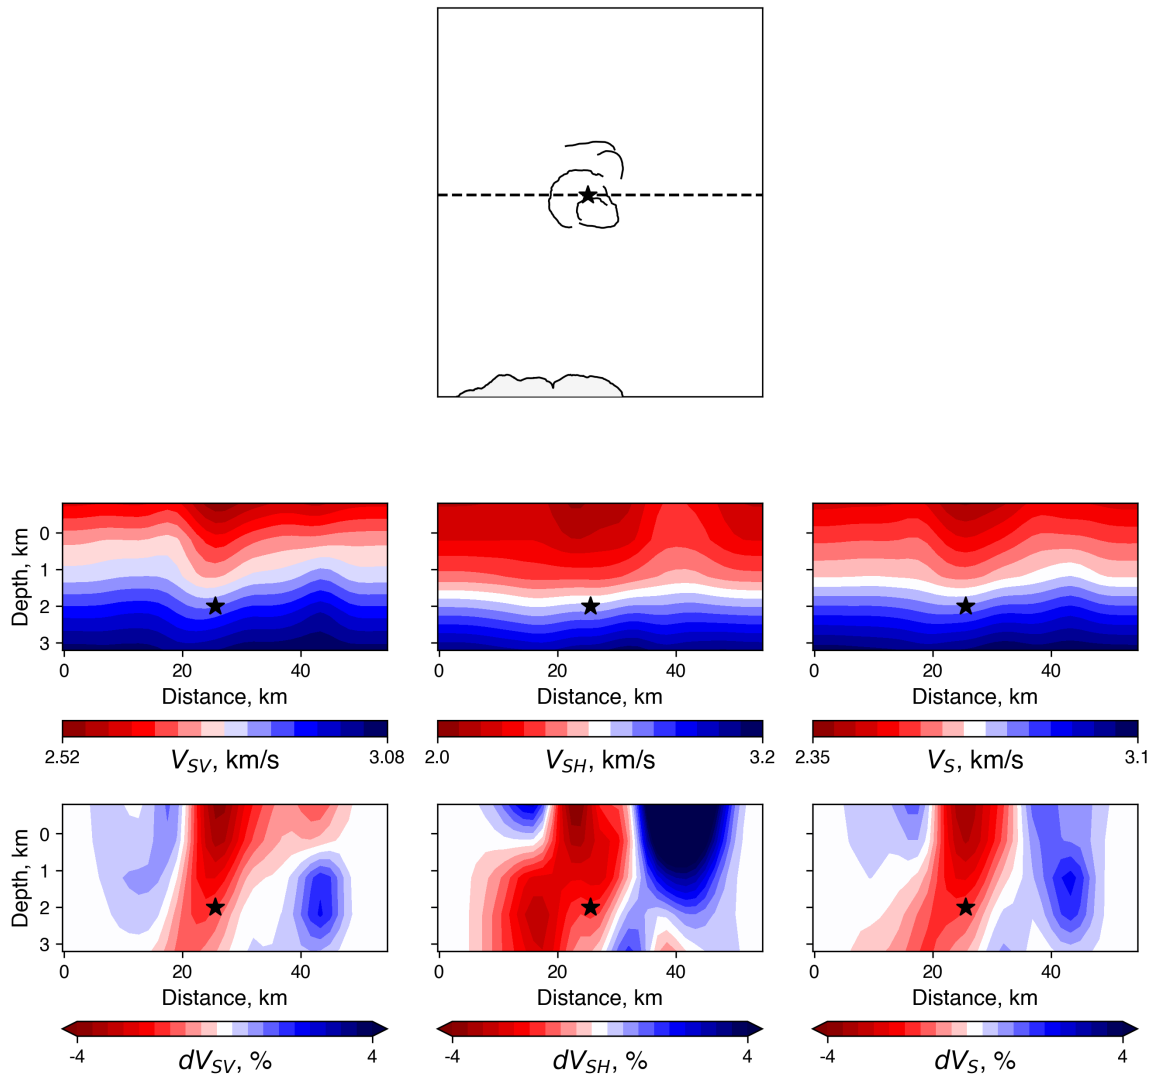 Depth, km
0
1
2
3
0 20 40
0 20 40
0 20 40
Distance, km
Distance, km
Distance, km
2.52 3.08
V_SV, km/s
2.0 3.2
V_SH, km/s
2.35 3.1
V_S, km/s
Depth, km
0
1
2
3
0 20 40
0 20 40
0 20 40
Distance, km
Distance, km
Distance, km
-4 4
dV_SV, %
-4 4
dV_SH, %
-4 4
dV_S, %